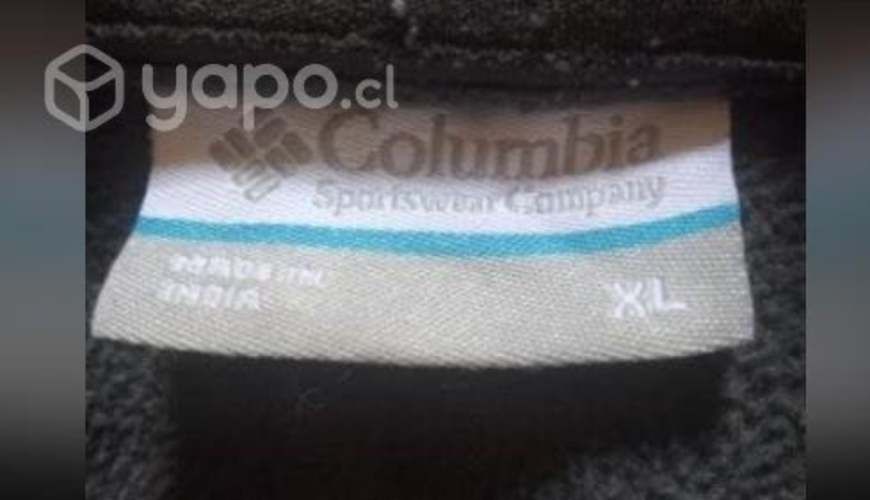 yapo.cl
Columbia
Sportswear Company
MADE IN
INDIA
XL